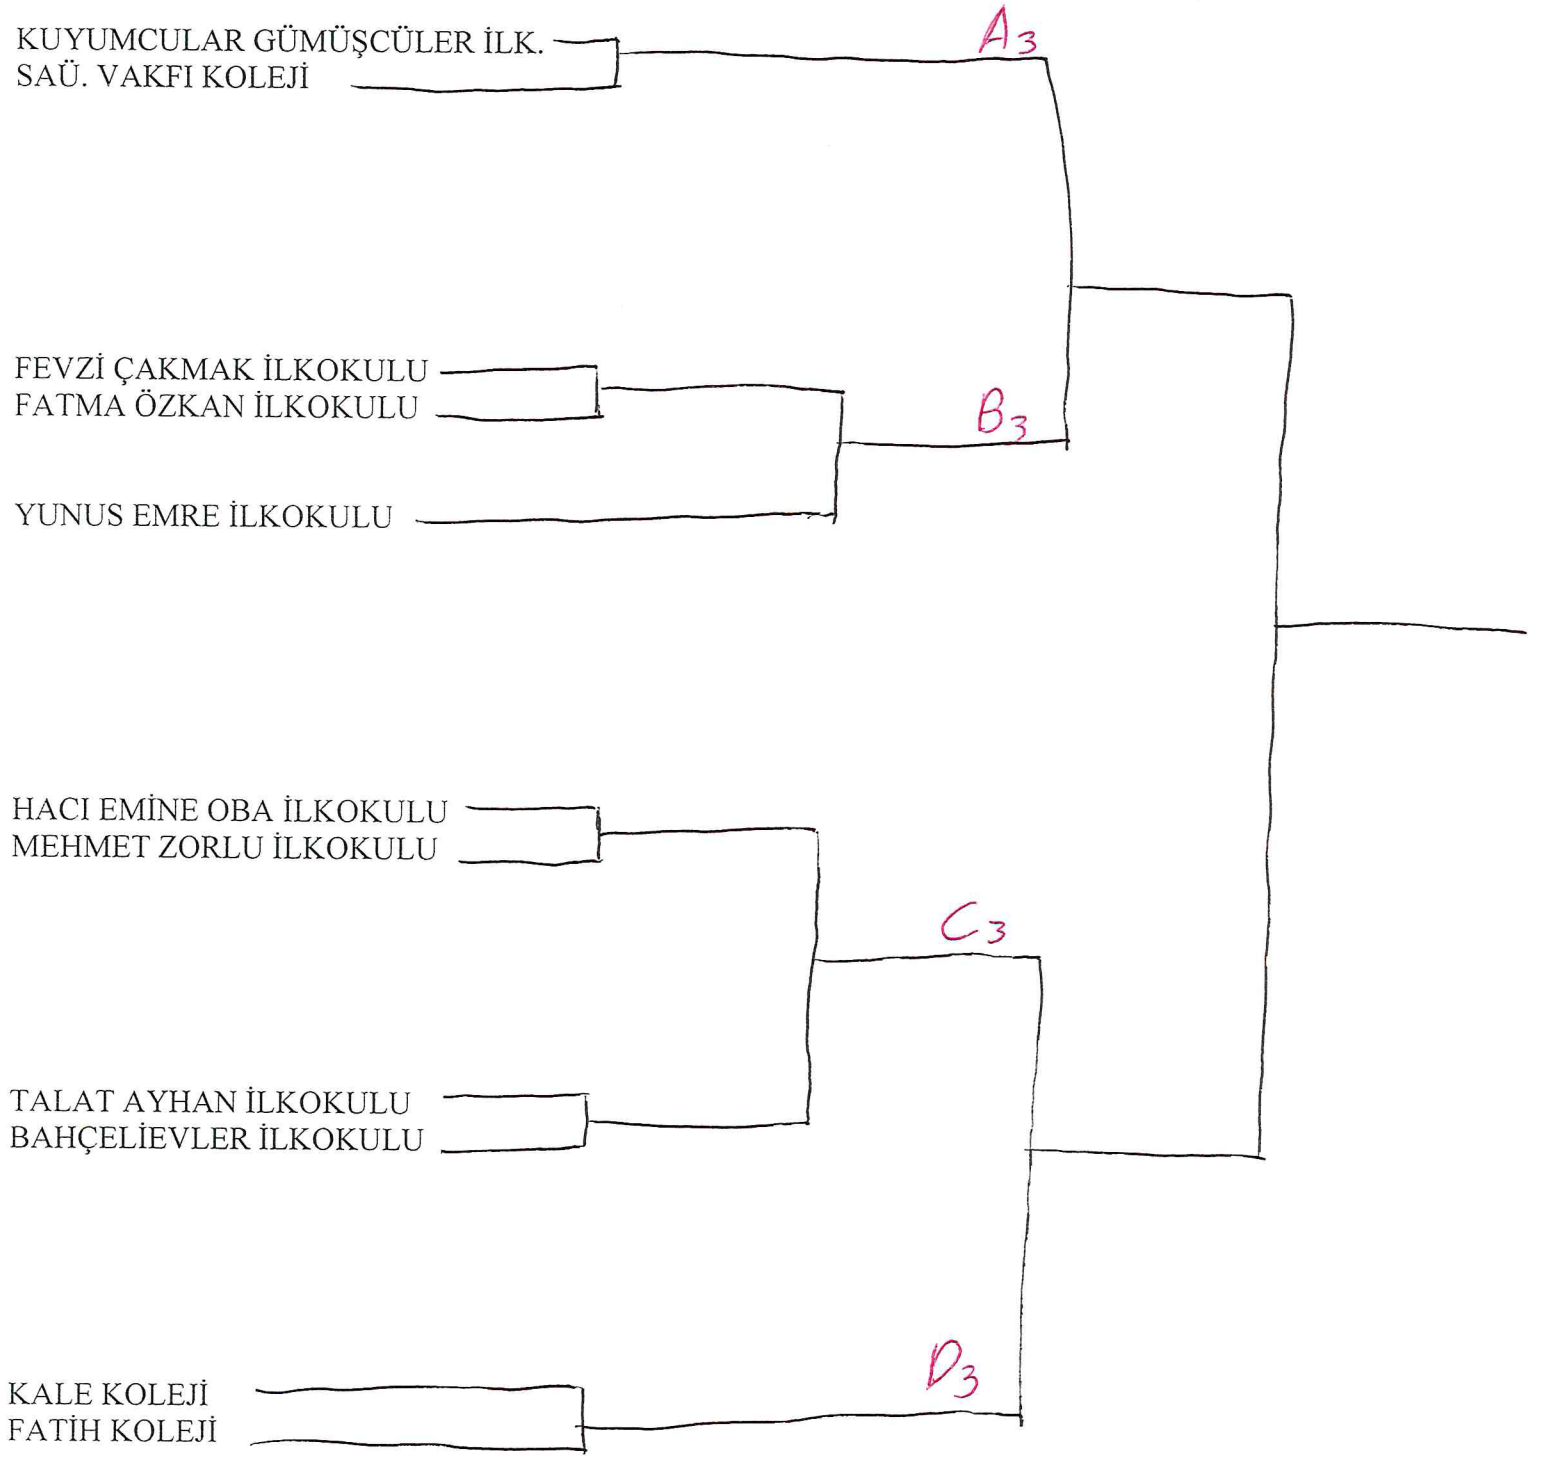 KUYUMCULAR GÜMÜŞCÜLER İLK.
SAÜ. VAKFI KOLEJİ
A3
FEVZİ ÇAKMAK İLKOKULU
FATMA ÖZKAN İLKOKULU
B3
YUNUS EMRE İLKOKULU
HACI EMİNE OBA İLKOKULU
MEHMET ZORLU İLKOKULU
C3
TALAT AYHAN İLKOKULU
BAHÇELİEVLER İLKOKULU
D3
KALE KOLEJİ
FATİH KOLEJİ